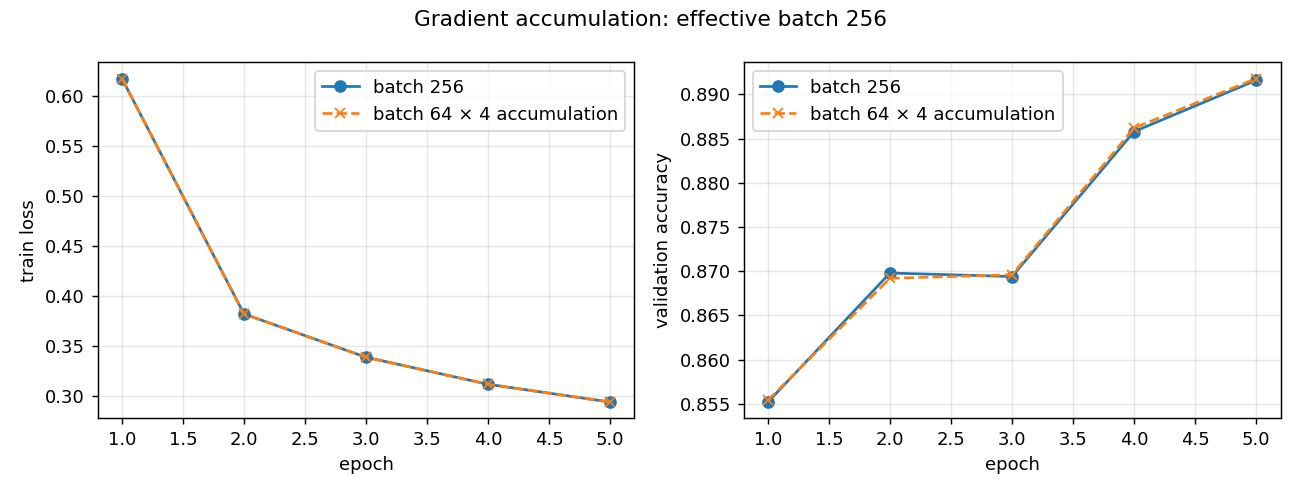 Gradient accumulation: effective batch 256
train loss
0.60
0.55
0.50
0.45
0.40
0.35
0.30
batch 256
batch 64 × 4 accumulation
1.0 1.5 2.0 2.5 3.0 3.5 4.0 4.5 5.0
epoch
validation accuracy
0.890
0.885
0.880
0.875
0.870
0.865
0.860
0.855
batch 256
batch 64 × 4 accumulation
1.0 1.5 2.0 2.5 3.0 3.5 4.0 4.5 5.0
epoch